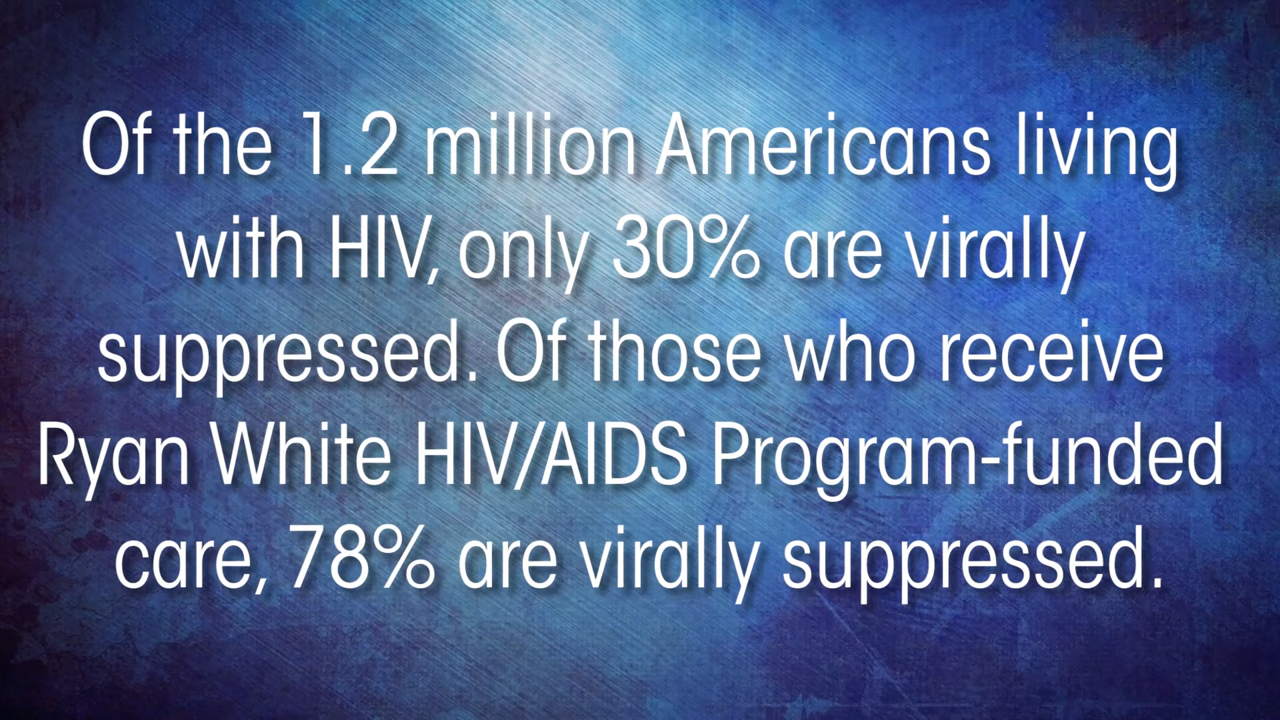 Of the 1.2 million Americans living
with HIV, only 30% are virally
suppressed. Of those who receive
Ryan White HIV/AIDS Program-funded
care, 78% are virally suppressed.